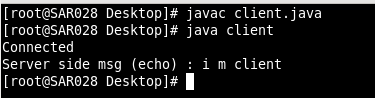 [root@SAR028 Desktop]# javac client.java
[root@SAR028 Desktop]# java client
Connected
Server side msg (echo) : i m client
[root@SAR028 Desktop]#